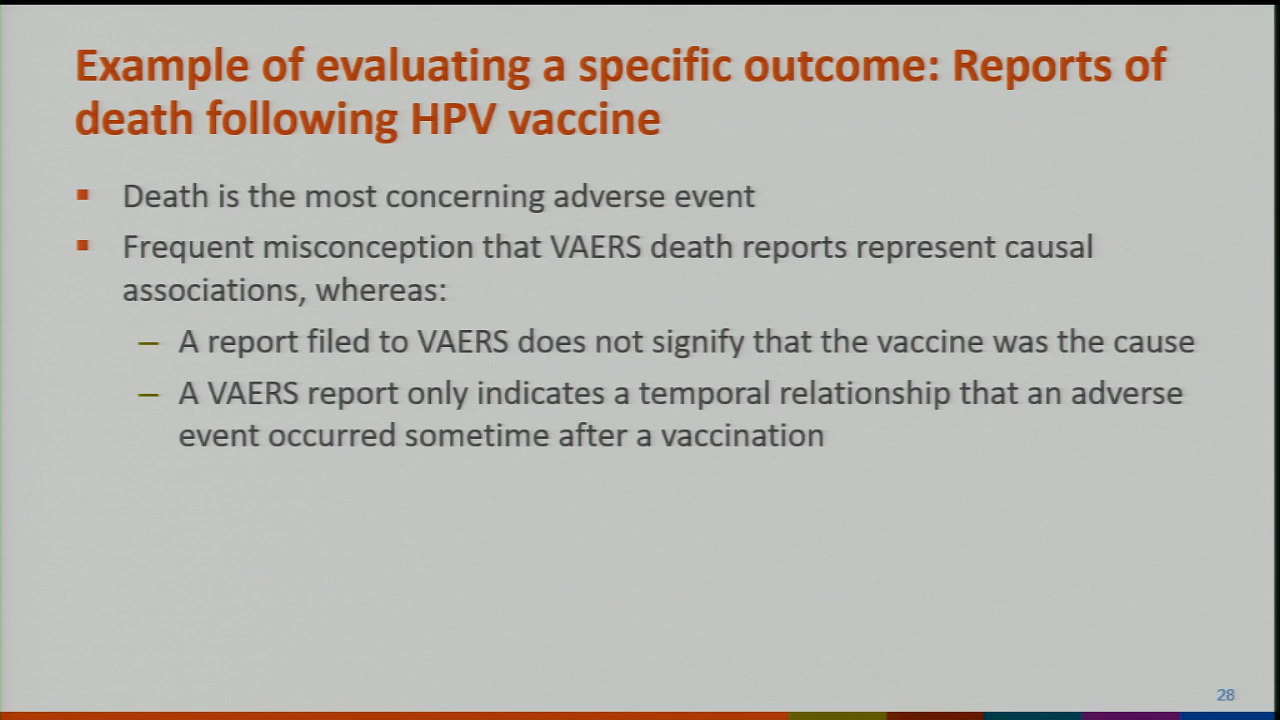 Example of evaluating a specific outcome: Reports of
death following HPV vaccine
▪ Death is the most concerning adverse event
▪ Frequent misconception that VAERS death reports represent causal
associations, whereas:
– A report filed to VAERS does not signify that the vaccine was the cause
– A VAERS report only indicates a temporal relationship that an adverse
event occurred sometime after a vaccination
28